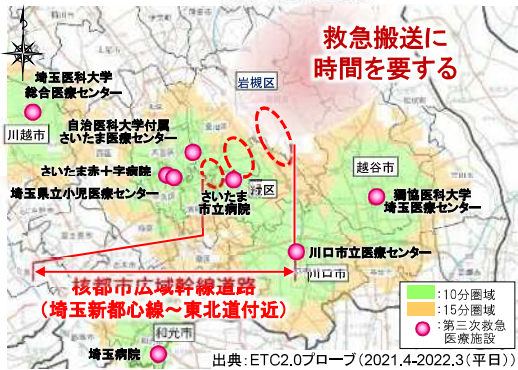 救急搬送に
時間を要する
岩槻区
埼玉医科大学
総合医療センター
川越市
自治医科大学付属
さいたま医療センター
さいたま赤十字病院
埼玉県立小児医療センター
さいたま
市立病院
緑区
越谷市
獨協医科大学
埼玉医療センター
川口市立医療センター
川口市
核都市広域幹線道路
(埼玉新都心線~東北道付近)
和光市
埼玉病院
:10分圏域
:15分圏域
:第三次救急
医療施設
出典:ETC2.0プローブ(2021.4-2022.3(平日))